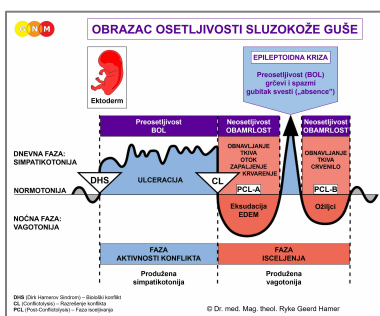 GNM
OBRAZAC OSETLJIVOSTI SLUZOKOŽE GUŠE
EPILEPTOIDNA KRIZA
Preosetljivost (BOL)
grčevi i spazmi
gubitak svesti („absence")
Ektoderm
Preosetljivost
BOL
Neosetljivost
OBAMRLOST
Neosetljivost
OBAMRLOST
DNEVNA FAZA:
SIMPATIKOTONIJA
OBNAVLJANJE
TKIVA
OTOK
ZAPALJENJE
KRVARENJE
OBNAVLJANJE
TKIVA
CRVENILO
DHS
ULCERACIJA
CL
PCL-A
PCL-B
NORMOTONIJA
NOĆNA FAZA:
VAGOTONIJA
Eksudacija
EDEM
Ožiljci
FAZA
AKTIVNOSTI KONFLIKTA
FAZA
ISCELJENJA
Produžena
simpatikotonija
Produžena
vagotonija
DHS (Dirk Hamerov Sindrom) – Biološki konflikt
CL (Conflictolysis) - Razrešenje konflikta
PCL (Post-Conflictolysis) - Faza isceljivanja
© Dr. med. Mag. theol. Ryke Geerd Hamer